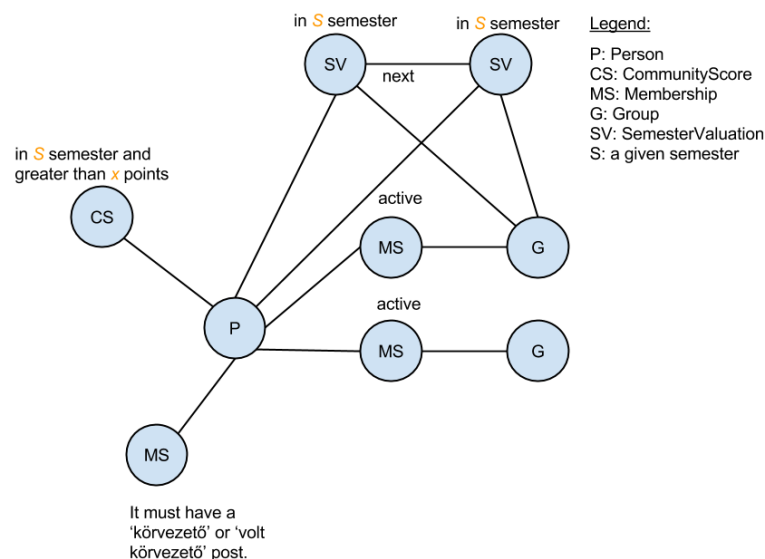 in S semester
in S semester
SV
next
SV
Legend:
P: Person
CS: CommunityScore
MS: Membership
G: Group
SV: SemesterValuation
S: a given semester
in S semester and
greater than x points
CS
active
MS
G
active
P
MS
G
MS
It must have a
‘körvezető’ or ‘volt
körvezető’ post.